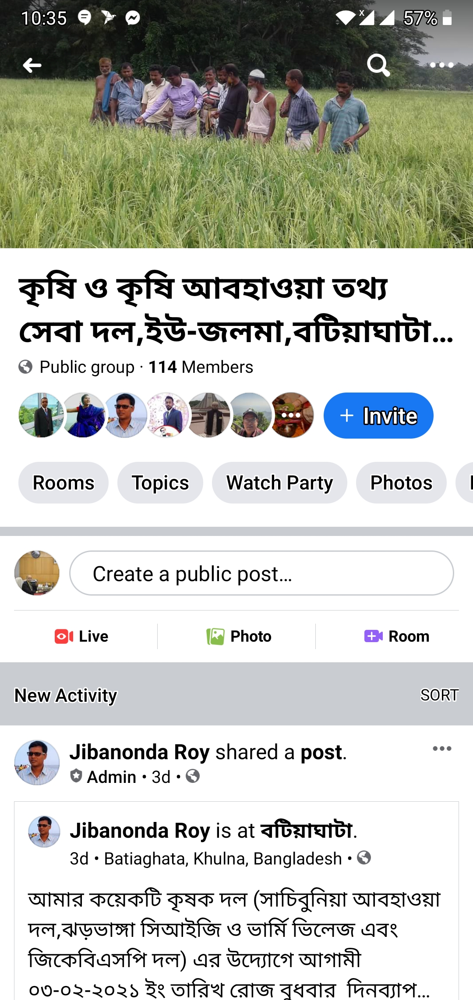 10:35
X
57%
কৃষি ও কৃষি আবহাওয়া তথ্য
সেবা দল,ইউ-জলমা,বটিয়াঘাটা...
Public group · 114 Members
+ Invite
Rooms Topics Watch Party Photos
Create a public post...
Live Photo Room
New Activity SORT
Jibanonda Roy shared a post.
Admin • 3d •
Jibanonda Roy is at বটিয়াঘাটা.
3d • Batiaghata, Khulna, Bangladesh •
আমার কয়েকটি কৃষক দল (সাচিবুনিয়া আবহাওয়া
দল,ঝড়ভাঙ্গা সিআইজি ও ভার্মি ভিলেজ এবং
জিকেবিএসপি দল) এর উদ্যোগে আগামী
০৩-০২-২০২১ ইং তারিখ রোজ বুধবার দিনব্যাপ...